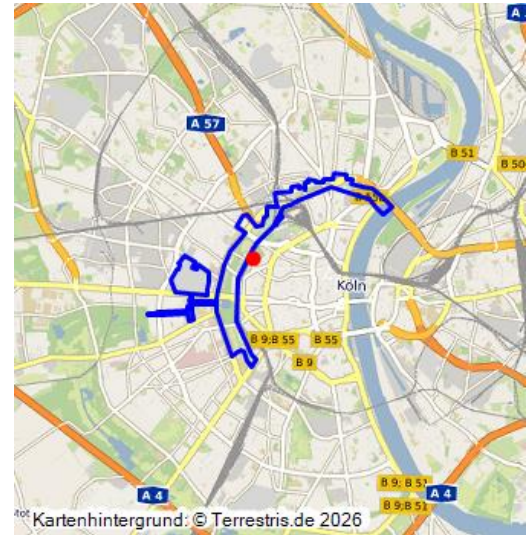 A 57
B 51
B 50
Köln
B 9;B 55
B 55
B 9
B 9; B 51
A 4
A 4
B 9;B 51
Kartenhintergrund: © Terrestris.de 2026